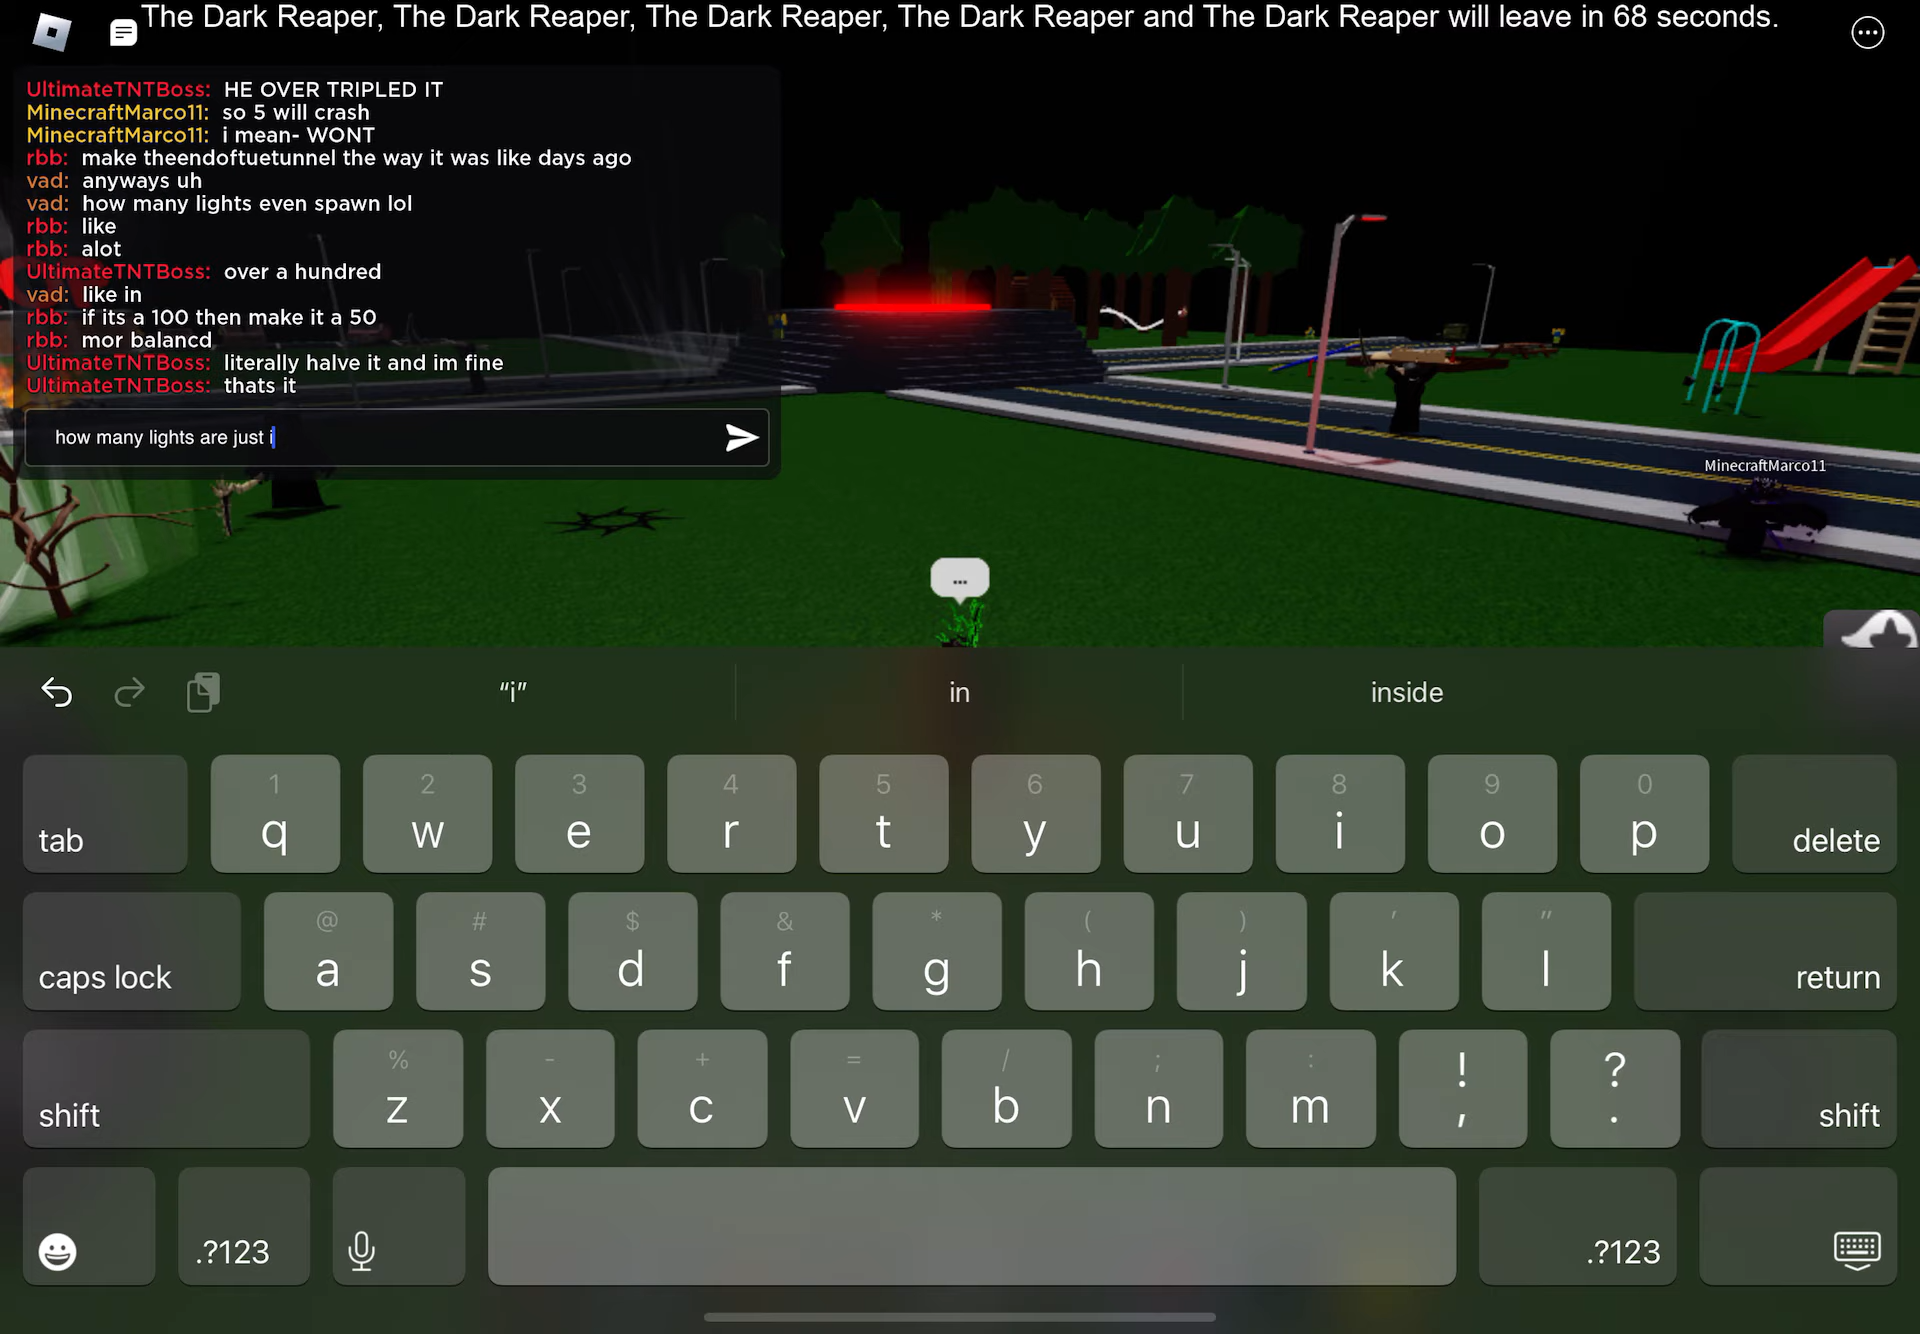 The Dark Reaper, The Dark Reaper, The Dark Reaper, The Dark Reaper and The Dark Reaper will leave in 68 seconds.
UltimateTNTBoss: HE OVER TRIPLED IT
MinecraftMarco11: so 5 will crash
MinecraftMarco11: i mean- WONT
rbb: make theendoftuetunnel the way it was like days ago
vad: anyways uh
vad: how many lights even spawn lol
rbb: like
rbb: alot
UltimateTNTBoss: over a hundred
vad: like in
rbb: if its a 100 then make it a 50
rbb: mor balancd
UltimateTNTBoss: literally halve it and im fine
UltimateTNTBoss: thats it
how many lights are just i
MinecraftMarco11
...
“i” in inside
1 2 3 4 5 6 7 8 9 0
tab q w e r t y u i o p delete
@ # $ & * ( ) ' "
caps lock a s d f g h j k l return
% - + = / ; : ! ?
shift z x c v b n m , . shift
.?123 .?123